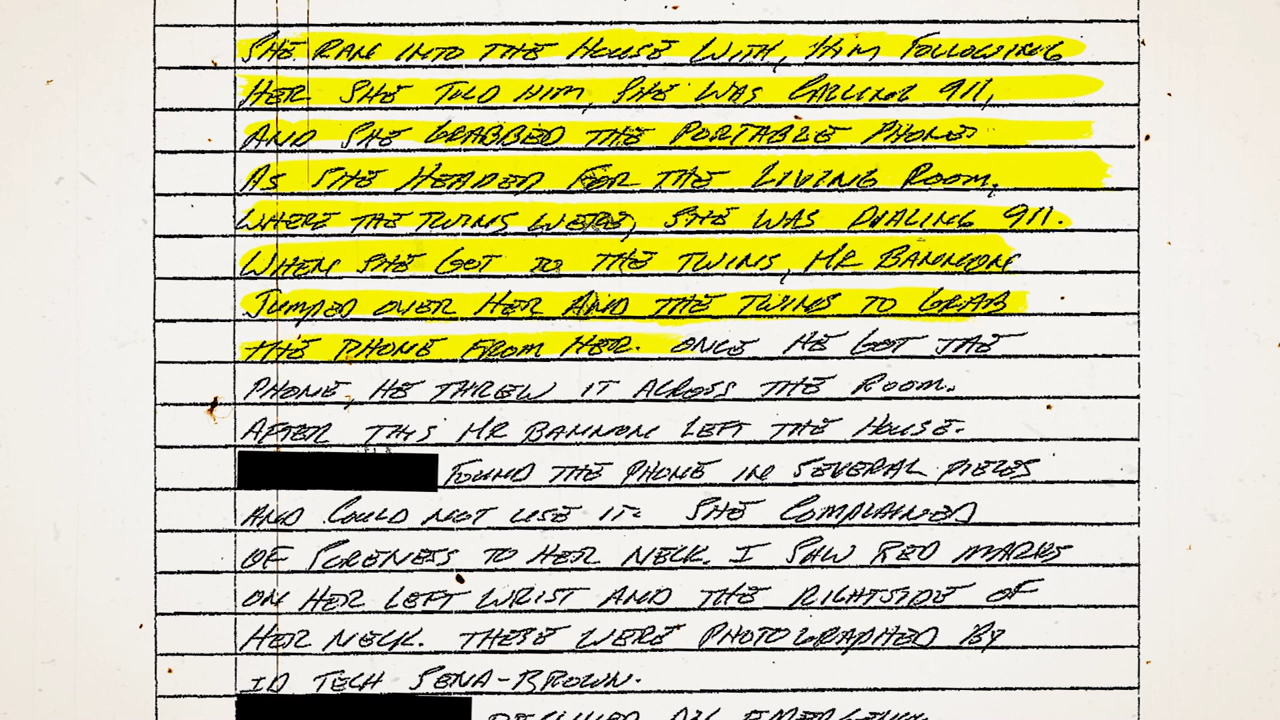 SHE RAN INTO THE HOUSE WITH, HIM FOLLOWING
HER. SHE TOLD HIM, SHE WAS CALLING 911,
AND SHE GRABBED THE PORTABLE PHONE.
AS SHE HEADED FOR THE LIVING ROOM,
WHERE THE TWINS WERE, SHE WAS DIALING 911.
WHEN SHE GOT TO THE TWINS, MR BANNON
JUMPED OVER HER AND THE TWINS TO GRAB
THE PHONE FROM HER. ONCE HE GOT THE
PHONE, HE THREW IT ACROSS THE ROOM.
AFTER THIS MR BANNON LEFT THE HOUSE.
FOUND THE PHONE IN SEVERAL PIECES
AND COULD NOT USE IT. SHE COMPLAINED
OF SORENESS TO HER NECK. I SAW RED MARKS
ON HER LEFT WRIST AND THE RIGHTSIDE OF
HER NECK. THESE WERE PHOTOGRAPHED BY
ID TECH SENA-BROWN.